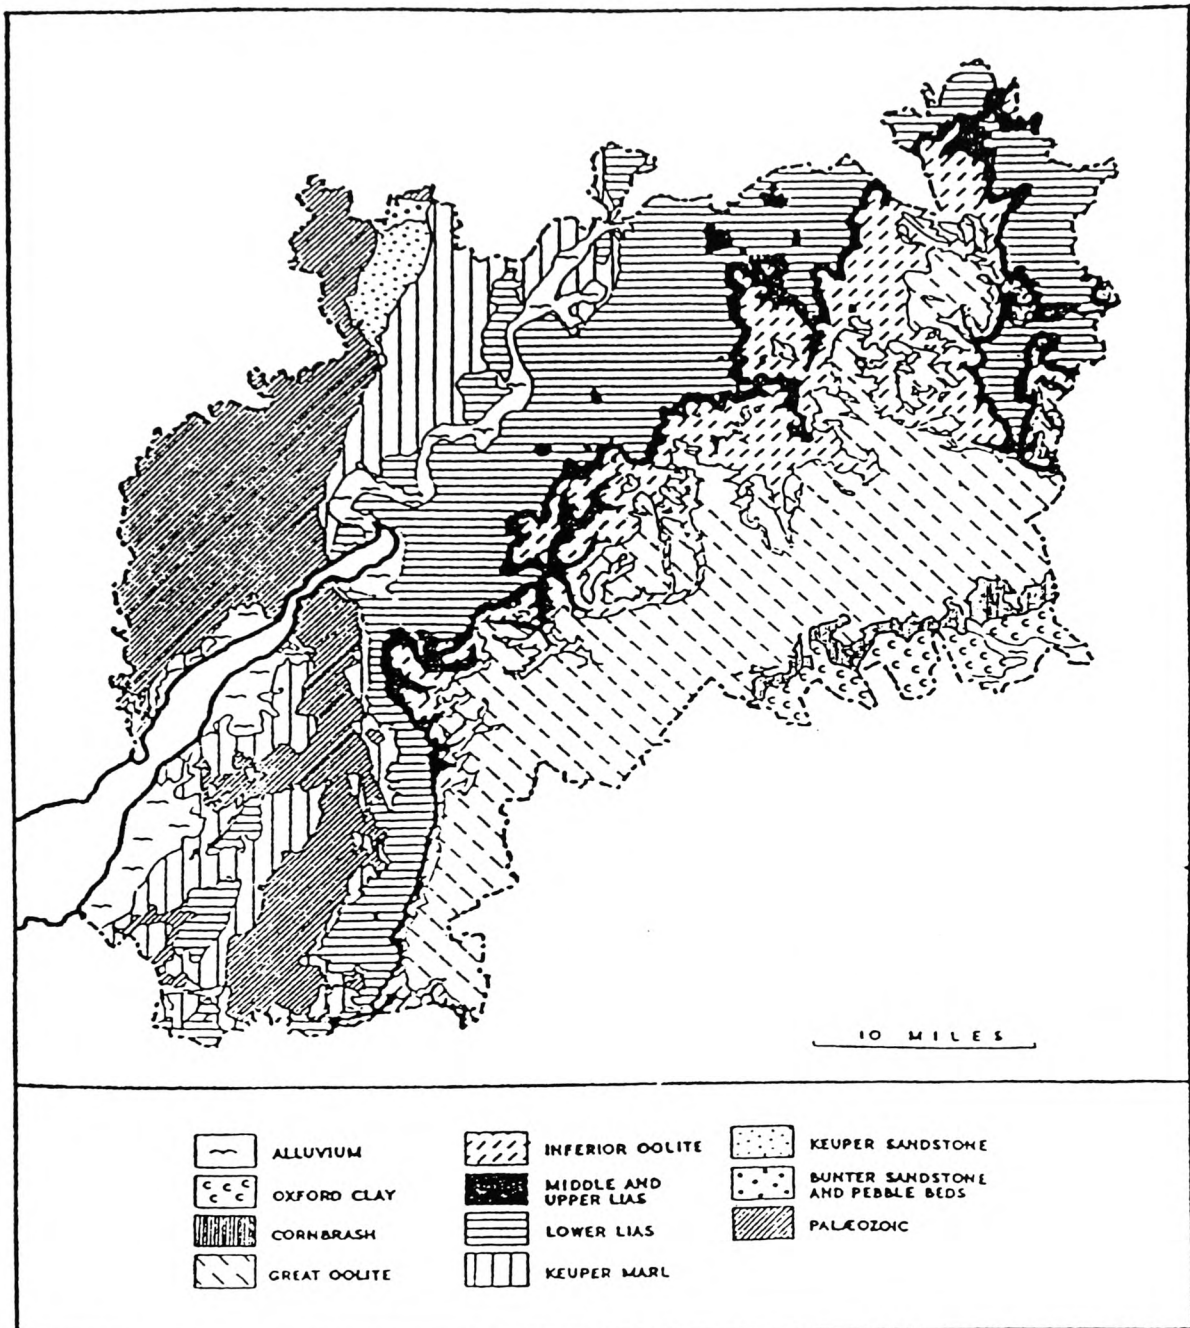 10 MILES
ALLUVIUM
OXFORD CLAY
CORNBRASH
GREAT OOLITE
INFERIOR OOLITE
MIDDLE AND
UPPER LIAS
LOWER LIAS
KEUPER MARL
KEUPER SANDSTONE
BUNTER SANDSTONE
AND PEBBLE BEDS
PALÆOZOIC